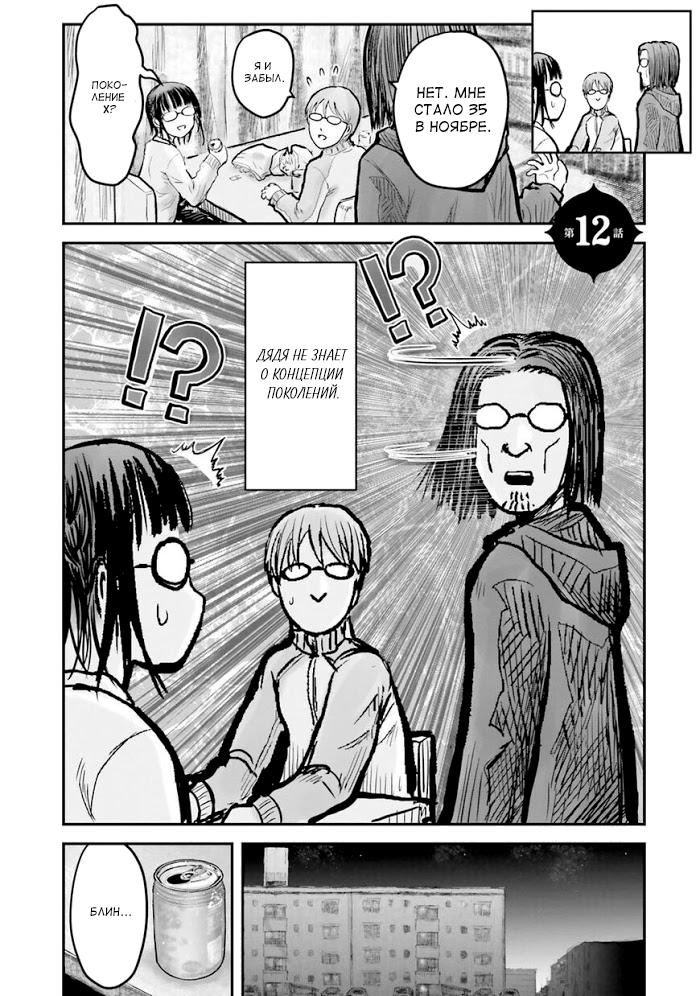 НЕТ. МНЕ
СТАЛО 35
В НОЯБРЕ.
Я И
ЗАБЫЛ.
ПОКО-
ЛЕНИЕ
X?
第12話
!?
!?
ДЯДЯ НЕ ЗНАЕТ
О КОНЦЕПЦИИ
ПОКОЛЕНИЙ.
БЛИН...